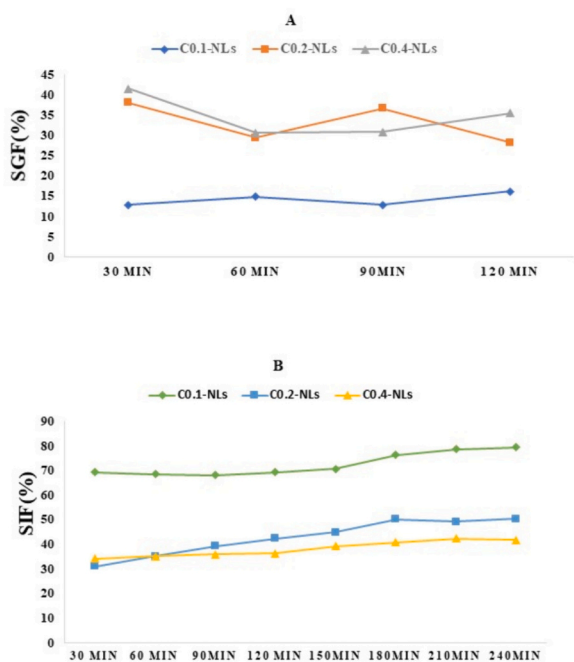 A
C0.1-NLs C0.2-NLs C0.4-NLs
SGF(%)
45
40
35
30
25
20
15
10
5
0
30 MIN 60 MIN 90MIN 120 MIN
B
C0.1-NLs C0.2-NLs C0.4-NLs
SIF(%)
90
80
70
60
50
40
30
20
10
0
30 MIN 60 MIN 90MIN 120 MIN 150MIN 180MIN 210MIN 240MIN